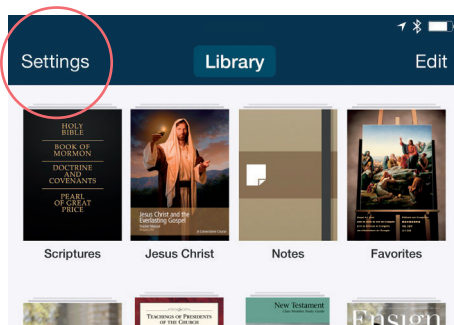 Settings
Library
Edit
HOLY
BIBLE
BOOK OF
MORMON
DOCTRINE
AND
COVENANTS
PEARL
OF GREAT
PRICE
Jesus Christ and the
Everlasting Gospel
Scriptures
Jesus Christ
Notes
Favorites
TEACHINGS OF PRESIDENTS
OF THE CHURCH
New Testament
Ensign